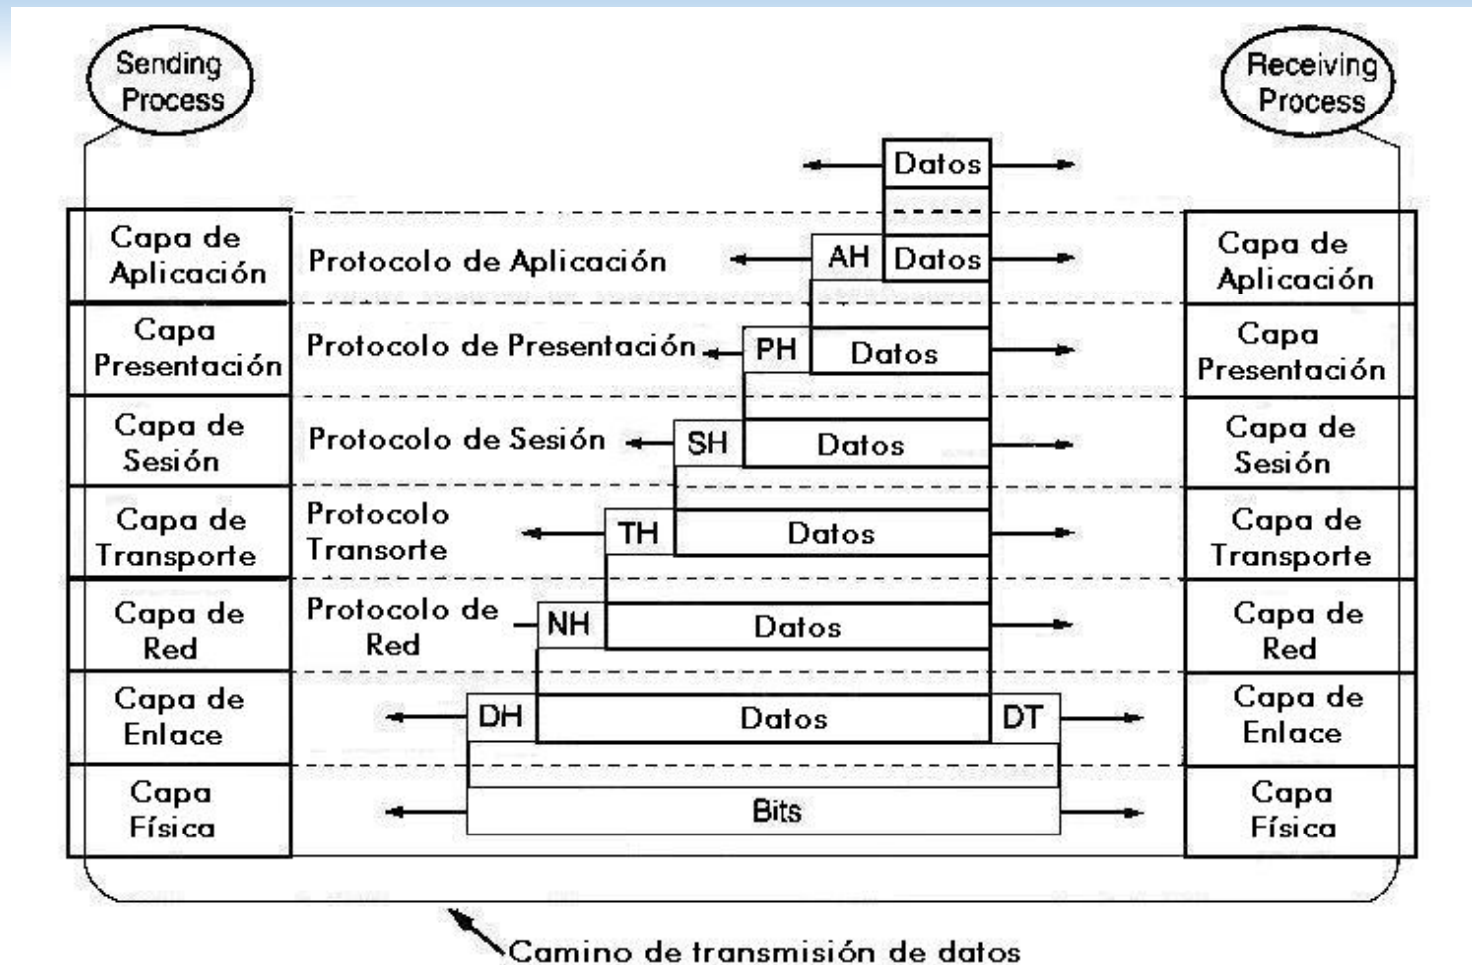 Sending
Process
Receiving
Process
Datos
Capa de
Aplicación
Protocolo de Aplicación
AH
Datos
Capa de
Aplicación
Capa
Presentación
Protocolo de Presentación
PH
Datos
Capa
Presentación
Capa de
Sesión
Protocolo de Sesión
SH
Datos
Capa de
Sesión
Capa de
Transporte
Protocolo
Transorte
TH
Datos
Capa de
Transporte
Capa de
Red
Protocolo de
Red
NH
Datos
Capa de
Red
Capa de
Enlace
DH
Datos
DT
Capa de
Enlace
Capa
Física
Bits
Capa
Física
Camino de transmisión de datos